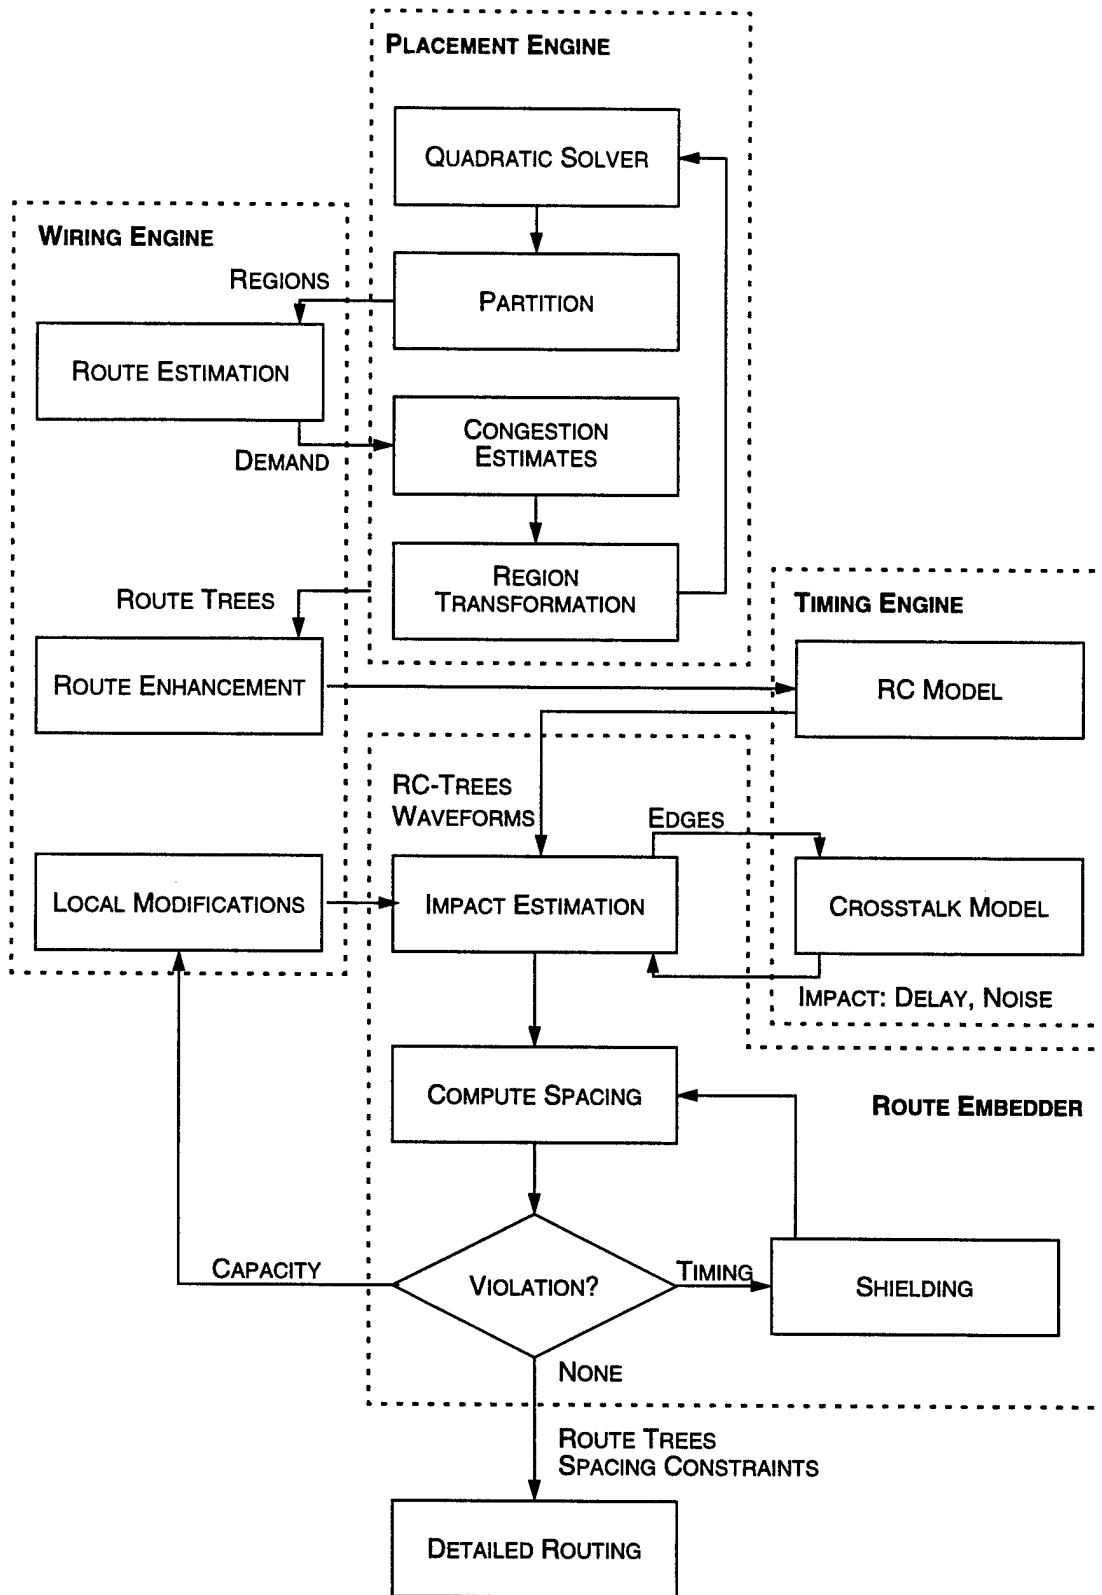 PLACEMENT ENGINE
QUADRATIC SOLVER
WIRING ENGINE
REGIONS
PARTITION
ROUTE ESTIMATION
CONGESTION
ESTIMATES
DEMAND
REGION
TRANSFORMATION
ROUTE TREES
TIMING ENGINE
ROUTE ENHANCEMENT
RC MODEL
RC-TREES
WAVEFORMS
EDGES
LOCAL MODIFICATIONS
IMPACT ESTIMATION
CROSSTALK MODEL
IMPACT: DELAY, NOISE
COMPUTE SPACING
ROUTE EMBEDDER
CAPACITY
VIOLATION?
TIMING
SHIELDING
NONE
ROUTE TREES
SPACING CONSTRAINTS
DETAILED ROUTING